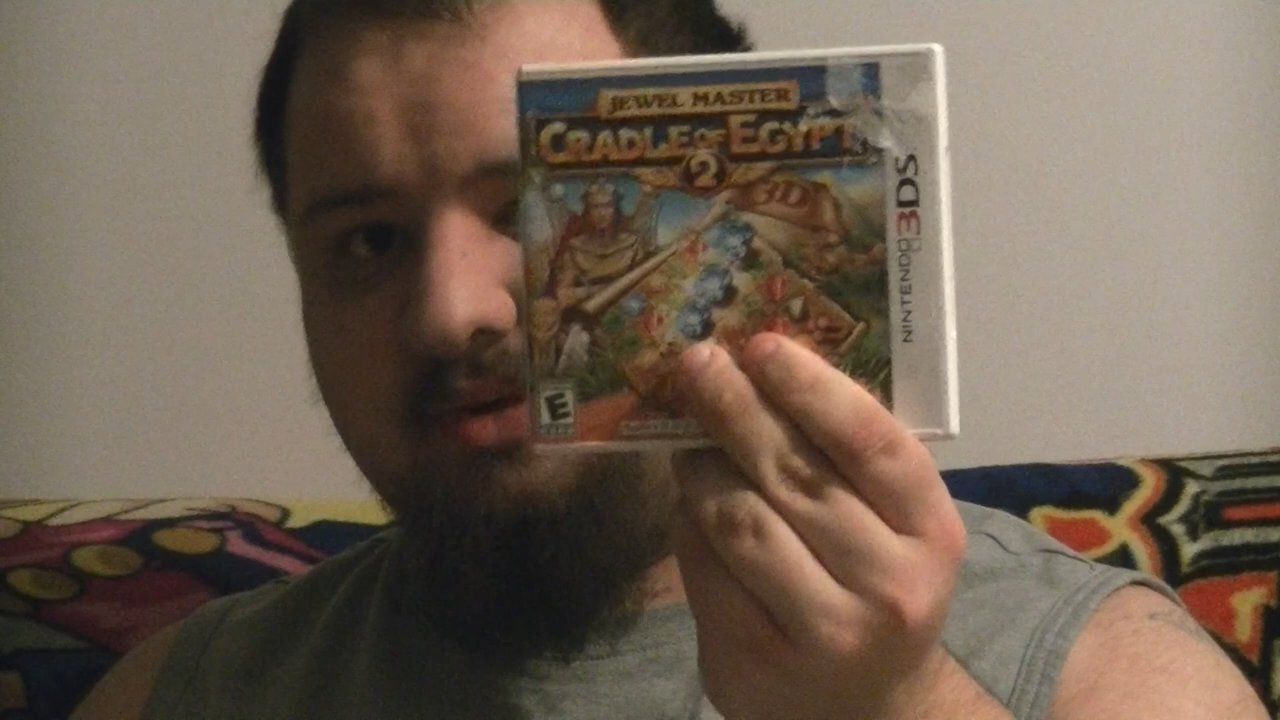 JEWEL MASTER
CRADLE OF EGYPT
2
3D
NINTENDO 3DS
E